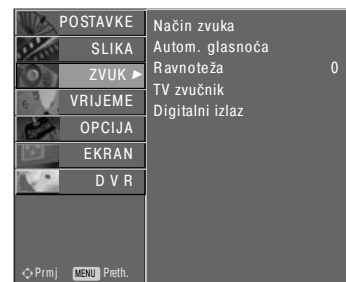 POSTAVKE
SLIKA
ZVUK ►
VRIJEME
OPCIJA
EKRAN
D V R
Prmj MENU Preth.
Način zvuka
Autom. glasnoća
Ravnoteža 0
TV zvučnik
Digitalni izlaz